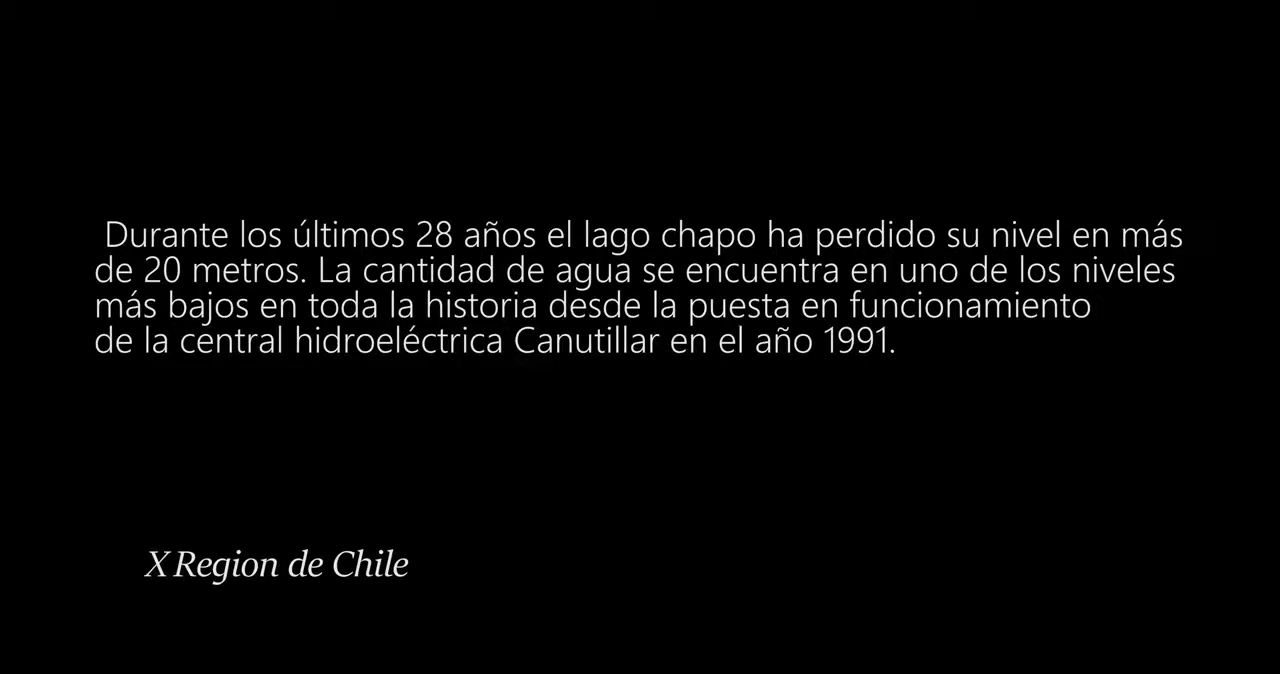 Durante los últimos 28 años el lago chapo ha perdido su nivel en más
de 20 metros. La cantidad de agua se encuentra en uno de los niveles
más bajos en toda la historia desde la puesta en funcionamiento
de la central hidroeléctrica Canutillar en el año 1991.
X Region de Chile